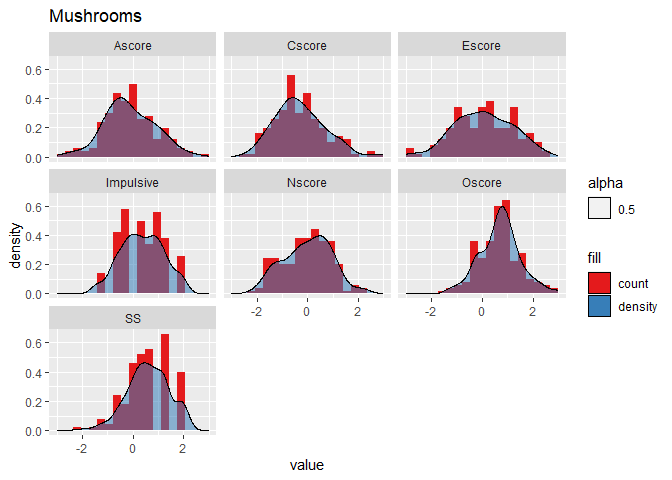 Mushrooms
Ascore Cscore Escore
0.6
0.4
0.2
0.0
Impulsive Nscore Oscore
0.6
0.4
0.2
0.0
-2 0 2 -2 0 2
SS
0.6
0.4
0.2
0.0
-2 0 2
density
value
alpha
0.5
fill
count
density